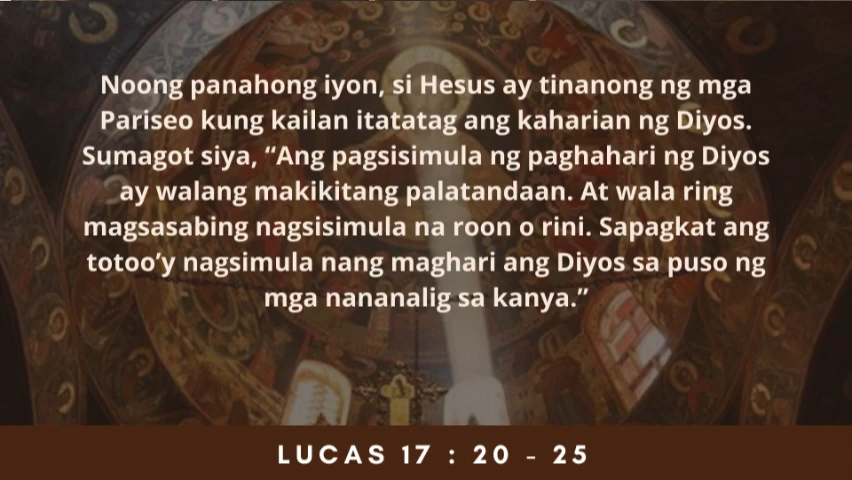 Noong panahong iyon, si Hesus ay tinanong ng mga
Pariseo kung kailan itatatag ang kaharian ng Diyos.
Sumagot siya, “Ang pagsisimula ng paghahari ng Diyos
ay walang makikitang palatandaan. At wala ring
magsasabing nagsisimula na roon o rini. Sapagkat ang
totoo’y nagsimula nang maghari ang Diyos sa puso ng
mga nananalig sa kanya.”
LUCAS 17 : 20 - 25